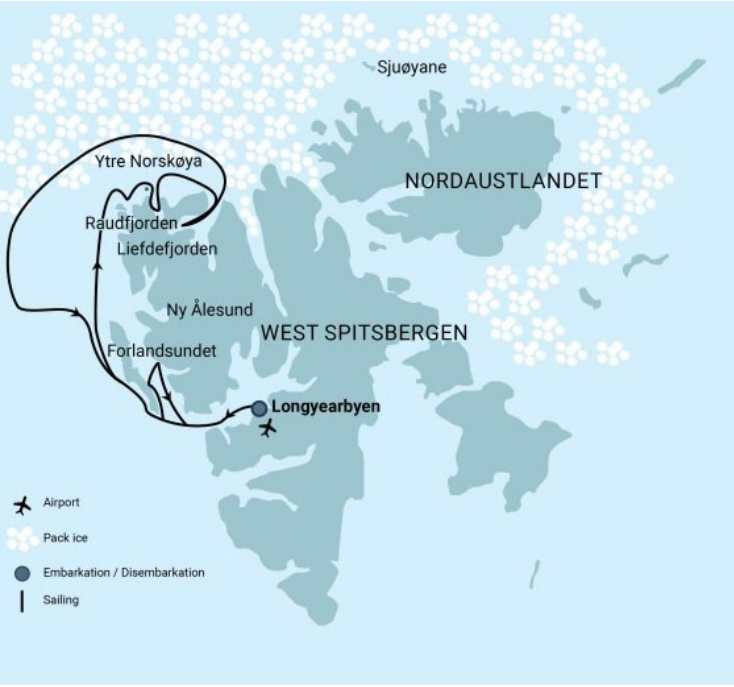 Sjuøyane
Ytre Norskøya
NORDAUSTLANDET
Raudfjorden
Liefdefjorden
Ny Ålesund
WEST SPITSBERGEN
Forlandsundet
Longyearbyen
Airport
Pack ice
Embarkation / Disembarkation
Sailing